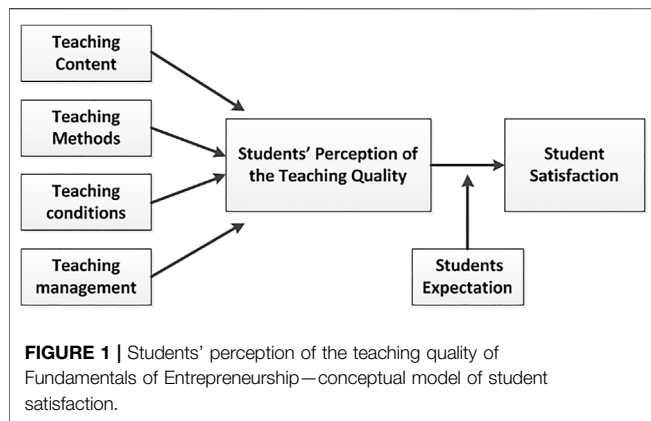 Teaching
Content
Teaching
Methods
Teaching
conditions
Teaching
management
Students’ Perception of
the Teaching Quality
Student
Satisfaction
Students
Expectation
FIGURE 1 | Students’ perception of the teaching quality of
Fundamentals of Entrepreneurship—conceptual model of student
satisfaction.